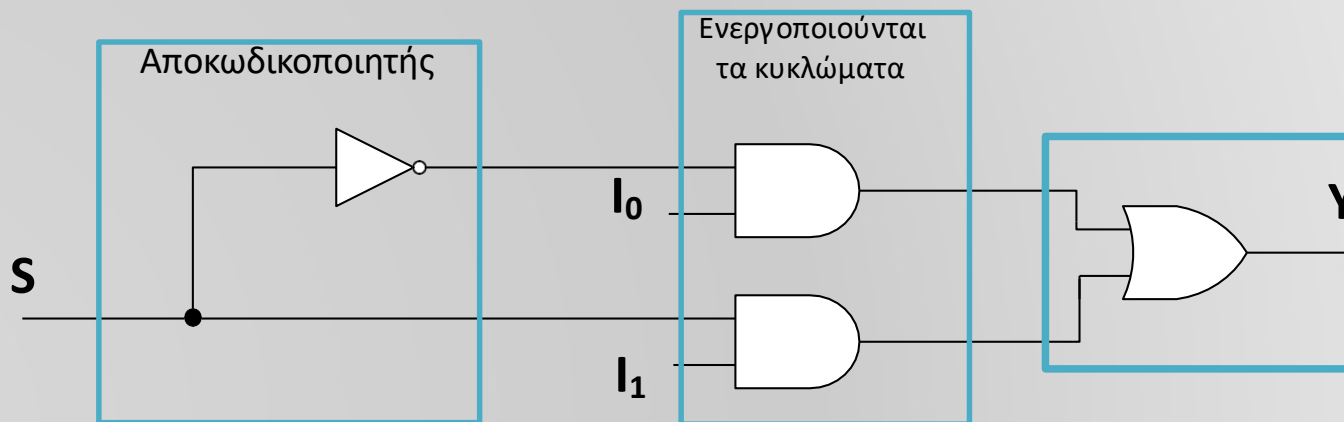 Αποκωδικοποιητής
Ενεργοποιούνται
τα κυκλώματα
I₀
S
I₁
Y